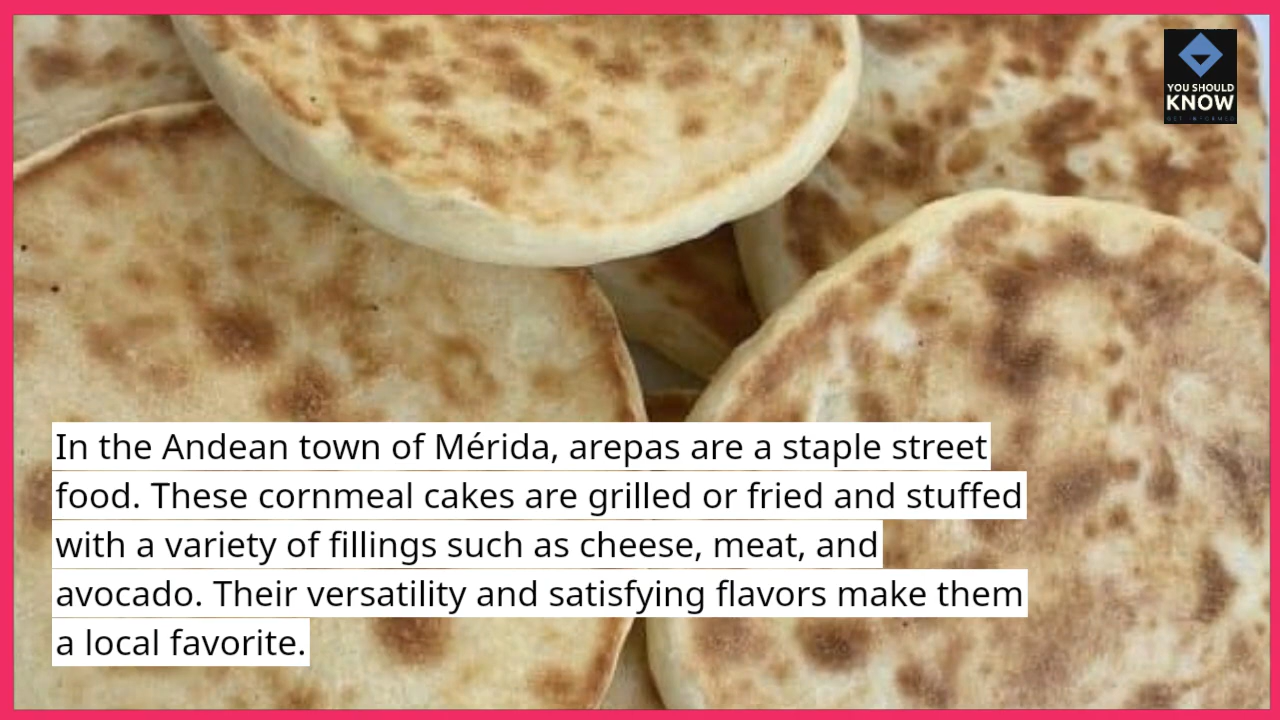 YOU SHOULD
KNOW
GET INFORMED
In the Andean town of Mérida, arepas are a staple street
food. These cornmeal cakes are grilled or fried and stuffed
with a variety of fillings such as cheese, meat, and
avocado. Their versatility and satisfying flavors make them
a local favorite.